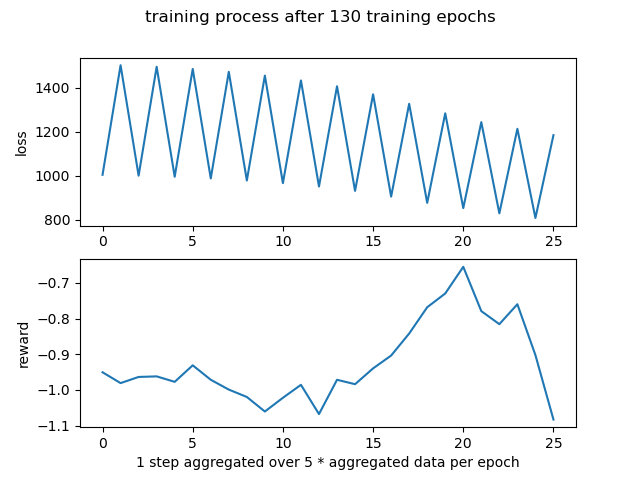 training process after 130 training epochs
1400
1200
1000
800
loss
0 5 10 15 20 25
−0.7
−0.8
−0.9
−1.0
−1.1
reward
0 5 10 15 20 25
1 step aggregated over 5 * aggregated data per epoch